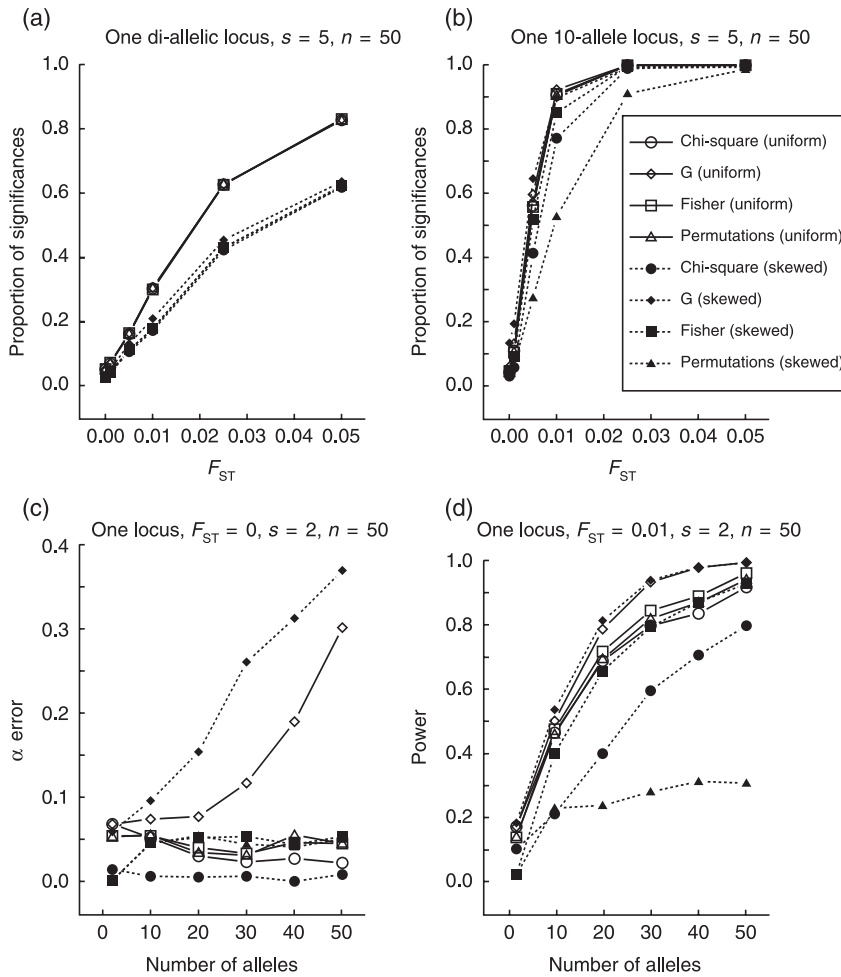 (a)
One di-allelic locus, s = 5, n = 50
Proportion of significances
1.0
0.8
0.6
0.4
0.2
0.0
0.00 0.01 0.02 0.03 0.04 0.05
FST
(b)
One 10-allele locus, s = 5, n = 50
Proportion of significances
1.0
0.8
0.6
0.4
0.2
0.0
0.00 0.01 0.02 0.03 0.04 0.05
FST
Chi-square (uniform)
G (uniform)
Fisher (uniform)
Permutations (uniform)
Chi-square (skewed)
G (skewed)
Fisher (skewed)
Permutations (skewed)
(c)
One locus, FST = 0, s = 2, n = 50
α error
0.4
0.3
0.2
0.1
0.0
0 10 20 30 40 50
Number of alleles
(d)
One locus, FST = 0.01, s = 2, n = 50
Power
1.0
0.8
0.6
0.4
0.2
0.0
0 10 20 30 40 50
Number of alleles